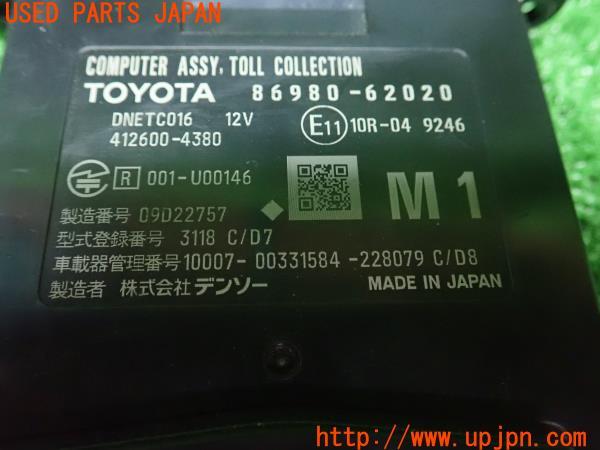 USED PARTS JAPAN
COMPUTER ASSY, TOLL COLLECTION
TOYOTA 86980-62020
DNETC016 12V E11 10R-04 9246
412600-4380
R 001-U00146
M1
製造番号 09D22757
型式登録番号 3118 C/D7
車載器管理番号 10007- 00331584 -228079 C/D8
製造者 株式会社デンソー MADE IN JAPAN
UPJ
http://www.upjpn.com